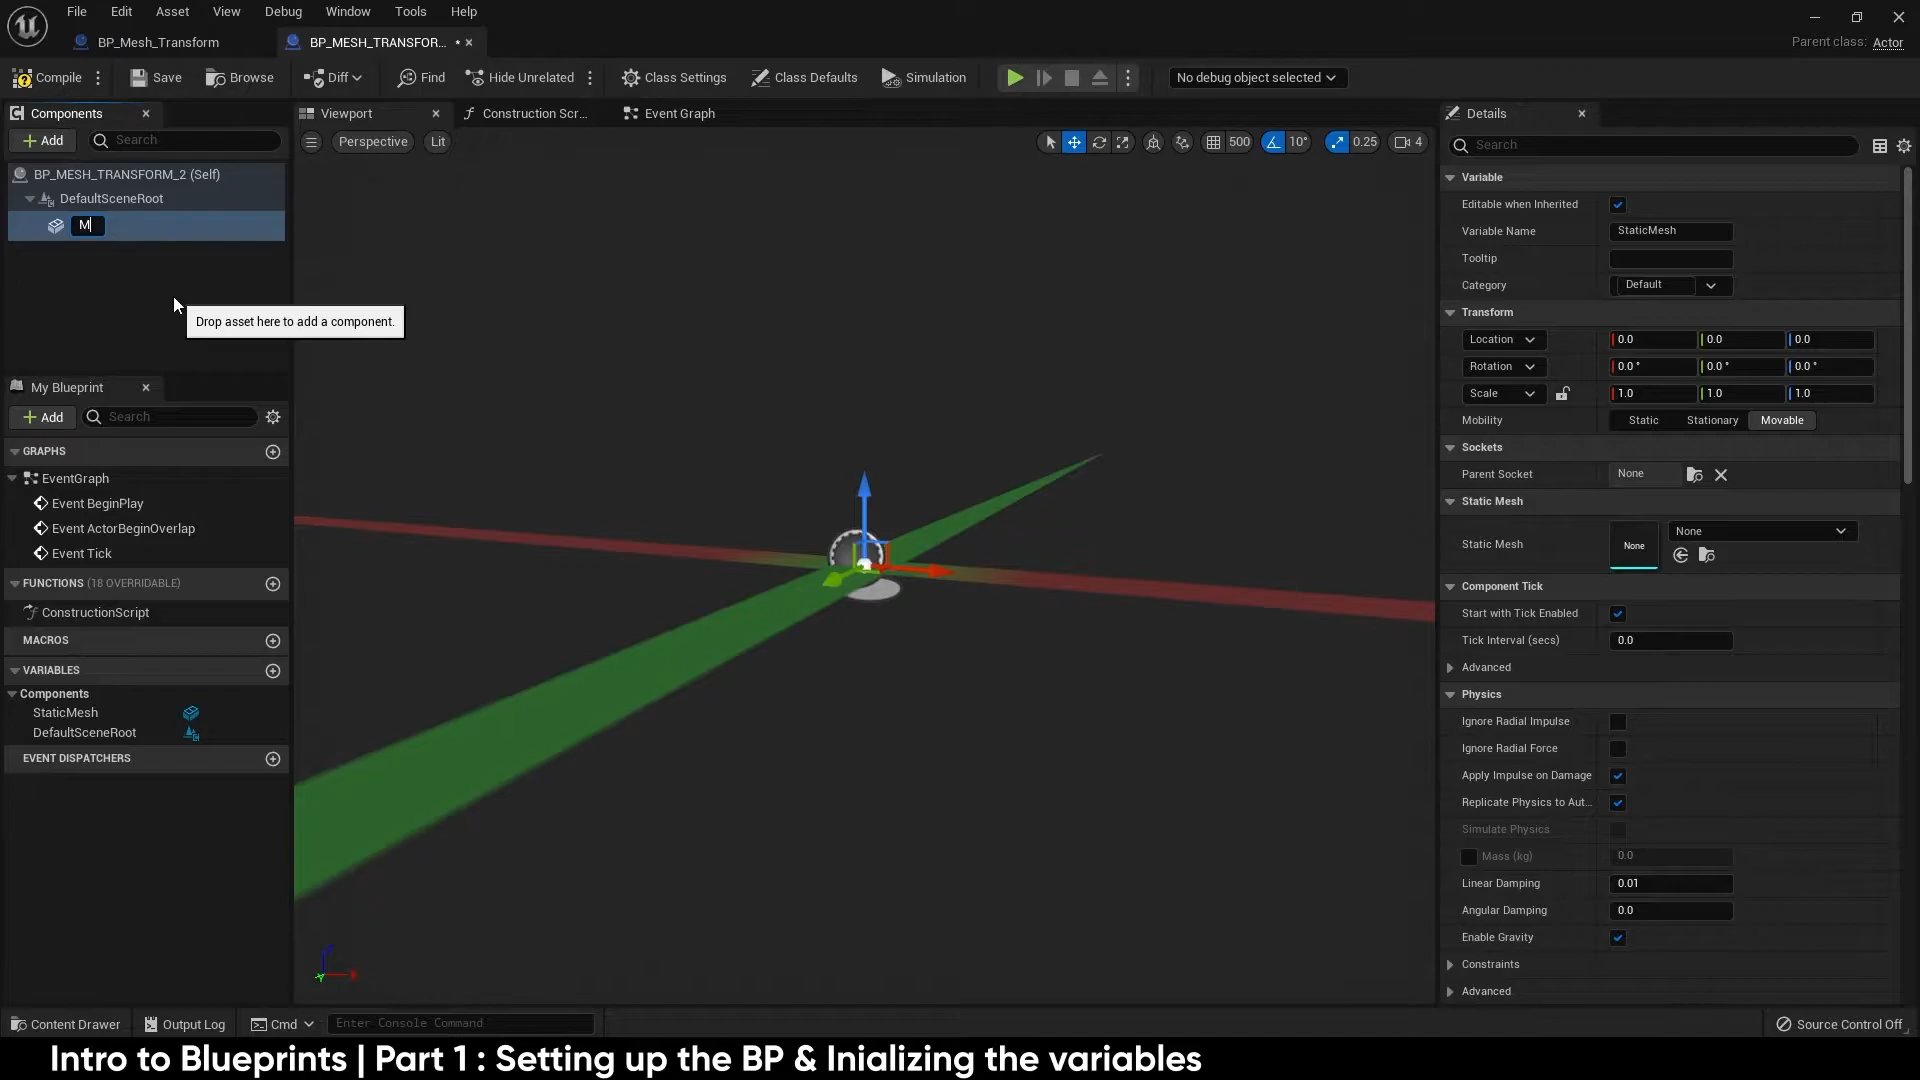 File Edit Asset View Debug Window Tools Help
BP_Mesh_Transform
BP_MESH_TRANSFOR... *
Parent class: Actor
Compile
Save
Browse
Diff
Find
Hide Unrelated
Class Settings
Class Defaults
Simulation
No debug object selected
Components
Add
Search
BP_MESH_TRANSFORM_2 (Self)
DefaultSceneRoot
M
Drop asset here to add a component.
My Blueprint
Add
Search
GRAPHS
EventGraph
Event BeginPlay
Event ActorBeginOverlap
Event Tick
FUNCTIONS (18 OVERRIDABLE)
ConstructionScript
MACROS
VARIABLES
Components
StaticMesh
DefaultSceneRoot
EVENT DISPATCHERS
Viewport
Construction Scr...
Event Graph
Perspective
Lit
500
10°
0.25
4
Details
Search
Variable
Editable when Inherited
Variable Name StaticMesh
Tooltip
Category Default
Transform
Location 0.0 0.0 0.0
Rotation 0.0 ° 0.0 ° 0.0 °
Scale 1.0 1.0 1.0
Mobility Static Stationary Movable
Sockets
Parent Socket None
Static Mesh
Static Mesh None None
Component Tick
Start with Tick Enabled
Tick Interval (secs) 0.0
Advanced
Physics
Ignore Radial Impulse
Ignore Radial Force
Apply Impulse on Damage
Replicate Physics to Aut...
Simulate Physics
Mass (kg) 0.0
Linear Damping 0.01
Angular Damping 0.0
Enable Gravity
Constraints
Advanced
Content Drawer
Output Log
Cmd
Enter Console Command
Source Control Off
Intro to Blueprints | Part 1 : Setting up the BP & Inializing the variables